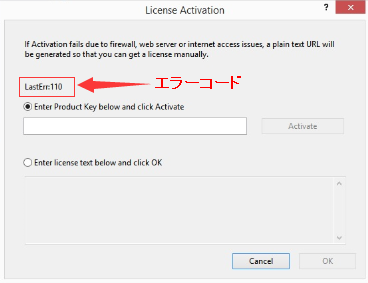 License Activation
?
If Activation fails due to firewall, web server or internet access issues, a plain text URL will
be generated so that you can get a license manually.
LastErr:110
エラーコード
Enter Product Key below and click Activate
Activate
Enter license text below and click OK
Cancel
OK